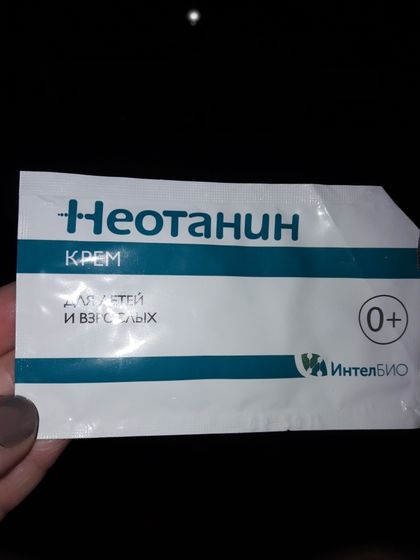 Неотанин
КРЕМ
ДЛЯ ДЕТЕЙ
И ВЗРОСЛЫХ
0+
ИнтелБИО